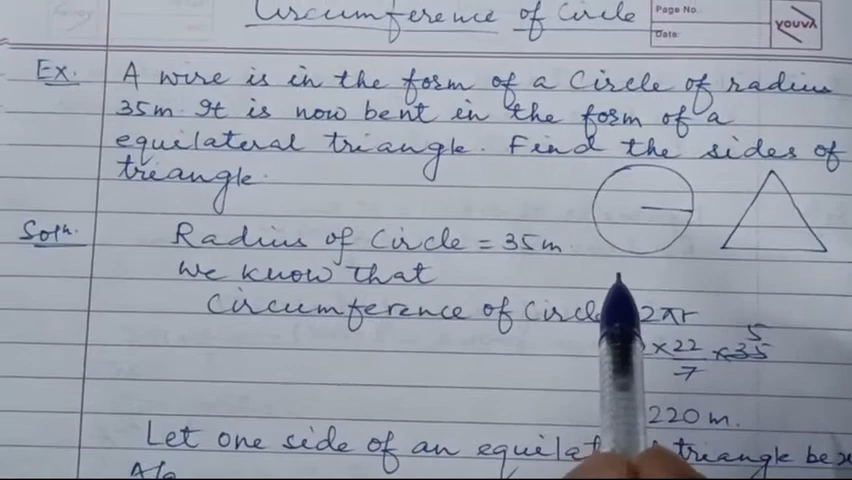 Circumference of Circle
Page No.
Date:
YOUVA
Ex. A wire is in the form of a Circle of radius
35m. It is now bent in the form of a
equilateral triangle. Find the sides of
treangle.
Soln. Radius of Circle = 35m.
We know that
Circumference of Circle 2πr
× 22/7 × 35 5
220 m.
Let one side of an equilat triangle be x